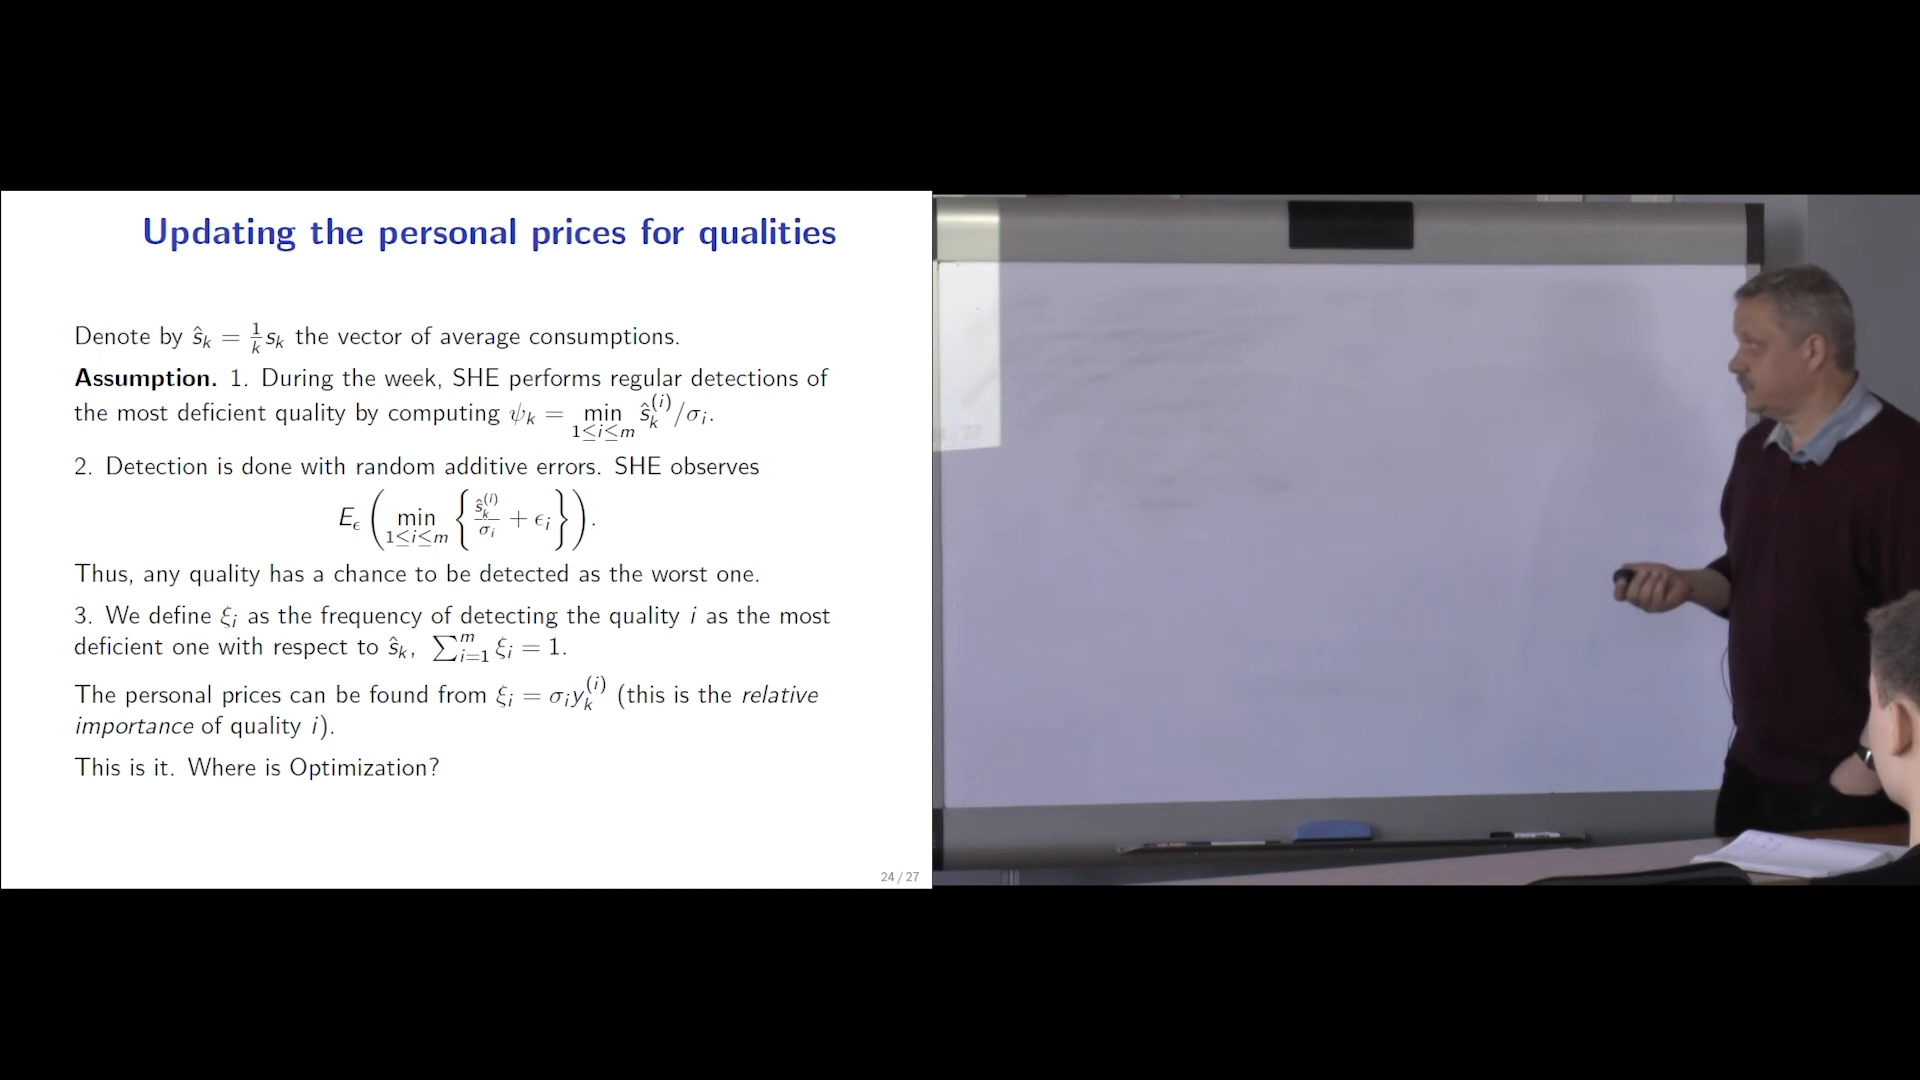 Updating the personal prices for qualities
Denote by ŝ_k = 1/k s_k the vector of average consumptions.
Assumption. 1. During the week, SHE performs regular detections of
the most deficient quality by computing ψ_k = min_{1≤i≤m} ŝ_k^{(i)}/σ_i.
2. Detection is done with random additive errors. SHE observes
E_ϵ ( min_{1≤i≤m} { ŝ_k^{(i)}/σ_i + ϵ_i } ).
Thus, any quality has a chance to be detected as the worst one.
3. We define ξ_i as the frequency of detecting the quality i as the most
deficient one with respect to ŝ_k, ∑_{i=1}^m ξ_i = 1.
The personal prices can be found from ξ_i = σ_i y_k^{(i)} (this is the relative
importance of quality i).
This is it. Where is Optimization?
24 / 27